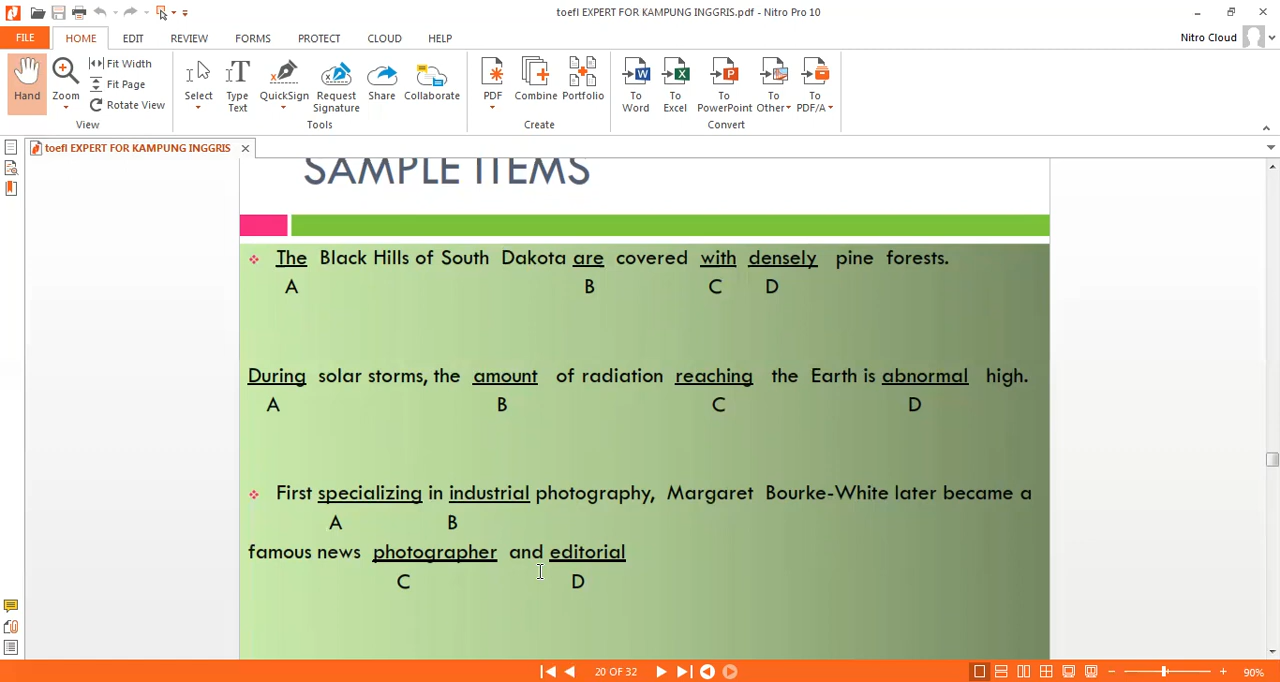 toefl EXPERT FOR KAMPUNG INGGRIS.pdf - Nitro Pro 10
FILE HOME EDIT REVIEW FORMS PROTECT CLOUD HELP Nitro Cloud
Hand Zoom Fit Width Fit Page Rotate View Select Type Text QuickSign Request Signature Share Collaborate PDF Combine Portfolio To Word To Excel To PowerPoint To Other To PDF/A
View Tools Create Convert
toefl EXPERT FOR KAMPUNG INGGRIS
SAMPLE ITEMS
The Black Hills of South Dakota are covered with densely pine forests.
A B C D
During solar storms, the amount of radiation reaching the Earth is abnormal high.
A B C D
First specializing in industrial photography, Margaret Bourke-White later became a
A B
famous news photographer and editorial
C D
20 OF 32 90%